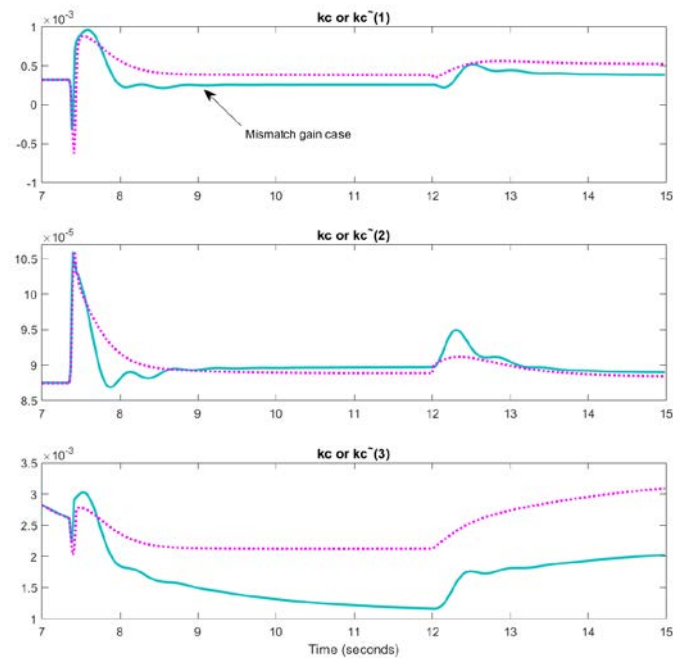 kc or kc~(1)
×10⁻³
1
0.5
0
-0.5
-1
Mismatch gain case
7 8 9 10 11 12 13 14 15
kc or kc~(2)
×10⁻⁵
10.5
10
9.5
9
8.5
7 8 9 10 11 12 13 14 15
kc or kc~(3)
×10⁻³
3.5
3
2.5
2
1.5
1
7 8 9 10 11 12 13 14 15
Time (seconds)